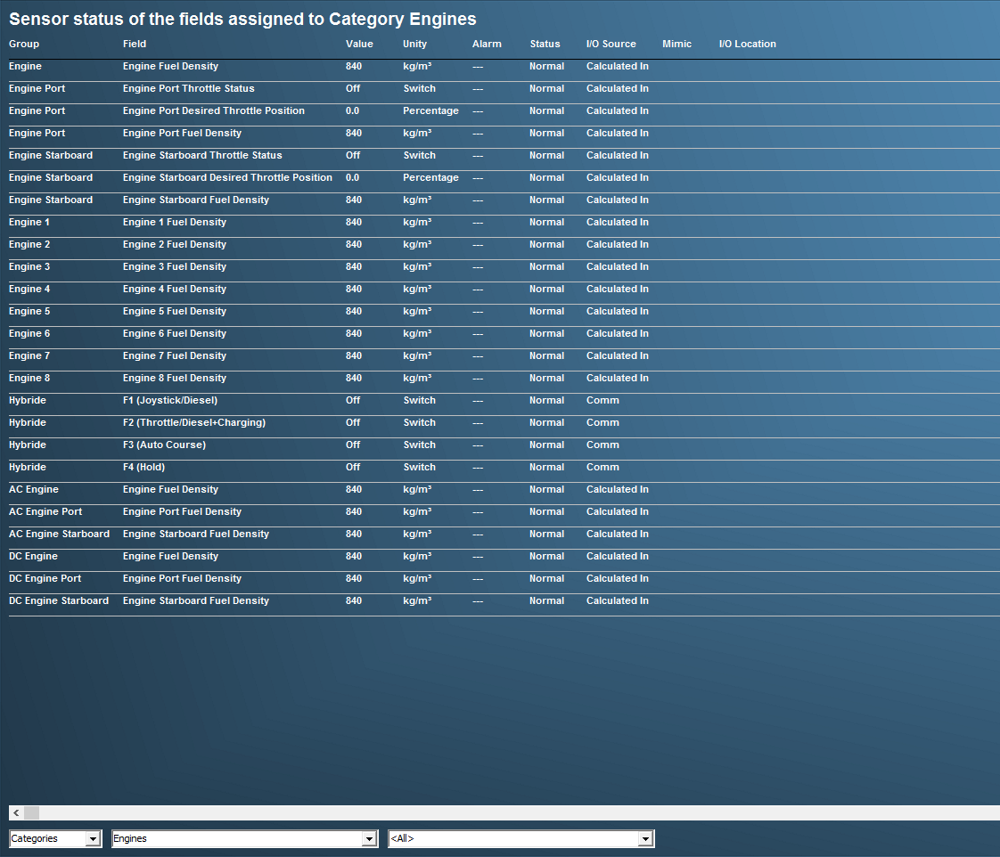 Sensor status of the fields assigned to Category Engines
Group Field Value Unity Alarm Status I/O Source Mimic I/O Location
Engine Engine Fuel Density 840 kg/m³ --- Normal Calculated In
Engine Port Engine Port Throttle Status Off Switch --- Normal Calculated In
Engine Port Engine Port Desired Throttle Position 0.0 Percentage --- Normal Calculated In
Engine Port Engine Port Fuel Density 840 kg/m³ --- Normal Calculated In
Engine Starboard Engine Starboard Throttle Status Off Switch --- Normal Calculated In
Engine Starboard Engine Starboard Desired Throttle Position 0.0 Percentage --- Normal Calculated In
Engine Starboard Engine Starboard Fuel Density 840 kg/m³ --- Normal Calculated In
Engine 1 Engine 1 Fuel Density 840 kg/m³ --- Normal Calculated In
Engine 2 Engine 2 Fuel Density 840 kg/m³ --- Normal Calculated In
Engine 3 Engine 3 Fuel Density 840 kg/m³ --- Normal Calculated In
Engine 4 Engine 4 Fuel Density 840 kg/m³ --- Normal Calculated In
Engine 5 Engine 5 Fuel Density 840 kg/m³ --- Normal Calculated In
Engine 6 Engine 6 Fuel Density 840 kg/m³ --- Normal Calculated In
Engine 7 Engine 7 Fuel Density 840 kg/m³ --- Normal Calculated In
Engine 8 Engine 8 Fuel Density 840 kg/m³ --- Normal Calculated In
Hybride F1 (Joystick/Diesel) Off Switch --- Normal Comm
Hybride F2 (Throttle/Diesel+Charging) Off Switch --- Normal Comm
Hybride F3 (Auto Course) Off Switch --- Normal Comm
Hybride F4 (Hold) Off Switch --- Normal Comm
AC Engine Engine Fuel Density 840 kg/m³ --- Normal Calculated In
AC Engine Port Engine Port Fuel Density 840 kg/m³ --- Normal Calculated In
AC Engine Starboard Engine Starboard Fuel Density 840 kg/m³ --- Normal Calculated In
DC Engine Engine Fuel Density 840 kg/m³ --- Normal Calculated In
DC Engine Port Engine Port Fuel Density 840 kg/m³ --- Normal Calculated In
DC Engine Starboard Engine Starboard Fuel Density 840 kg/m³ --- Normal Calculated In
Categories Engines <All>